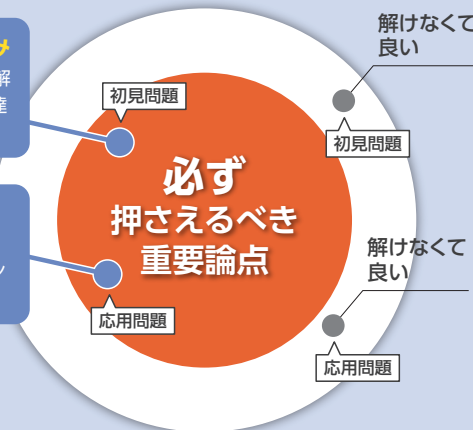 解
達
初見問題
必ず
押さえるべき
重要論点
応用問題
解けなくて
良い
初見問題
解けなくて
良い
応用問題